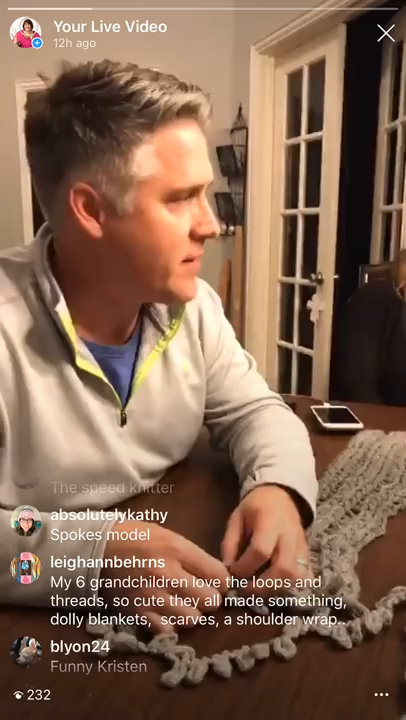 Your Live Video
12h ago
The speed knitter
absolutelykathy
Spokes model
leighannbehrns
My 6 grandchildren love the loops and
threads, so cute they all made something,
dolly blankets, scarves, a shoulder wrap..
blyon24
Funny Kristen
232